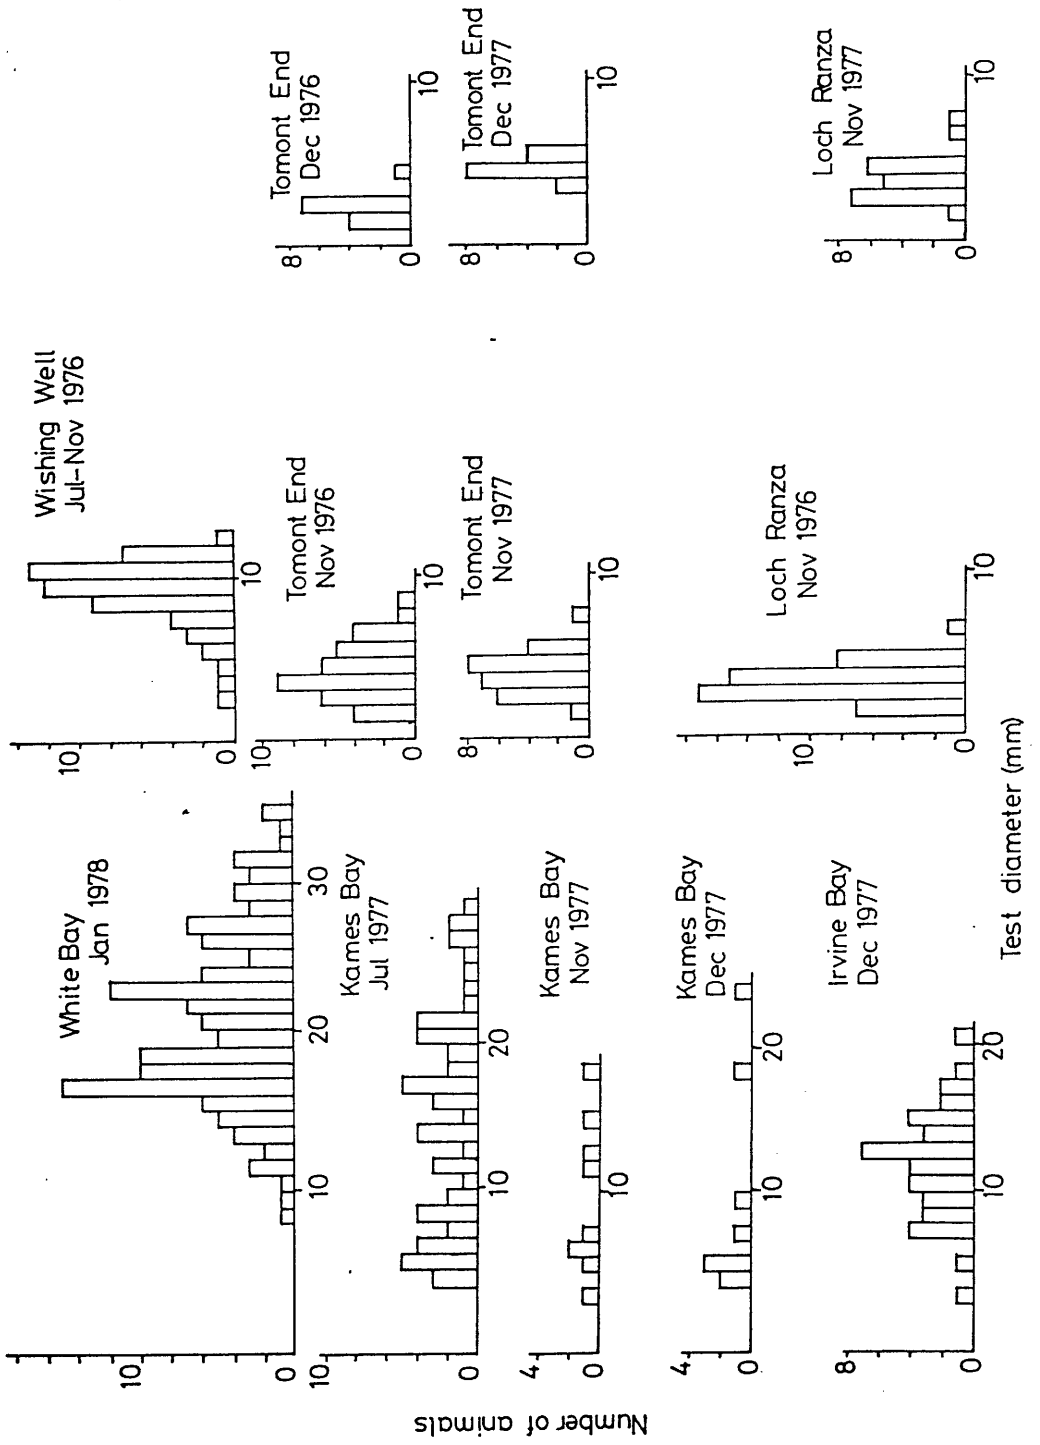 White Bay
Jan 1978
10
0
10 20 30
Wishing Well
Jul-Nov 1976
10
0
10
Kames Bay
Jul 1977
10
0
10 20
Tomont End
Nov 1976
10
0
10
Tomont End
Dec 1976
8
0
10
Kames Bay
Nov 1977
4
0
10
Tomont End
Nov 1977
8
0
10
Tomont End
Dec 1977
8
0
10
Kames Bay
Dec 1977
4
0
10 20
Irvine Bay
Dec 1977
8
0
10 20
Loch Ranza
Nov 1976
10
0
10
Loch Ranza
Nov 1977
8
0
10
Number of animals
Test diameter (mm)